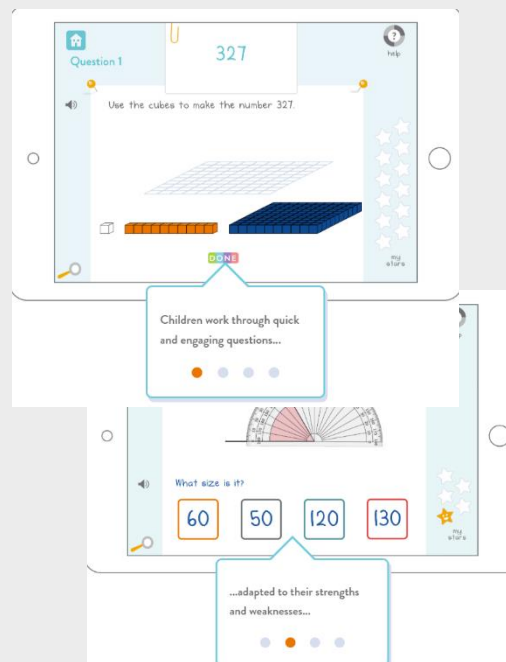 Question 1
327
help
Use the cubes to make the number 327.
DONE
my
stars
Children work through quick
and engaging questions...
What size is it?
60
50
120
130
my
stars
...adapted to their strengths
and weaknesses...